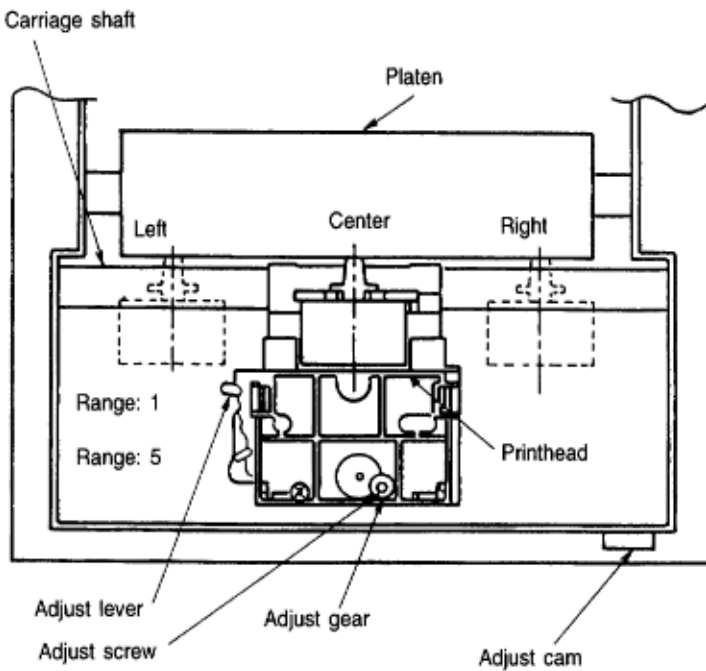 Carriage shaft
Platen
Left
Center
Right
Range: 1
Range: 5
Printhead
Adjust lever
Adjust gear
Adjust screw
Adjust cam